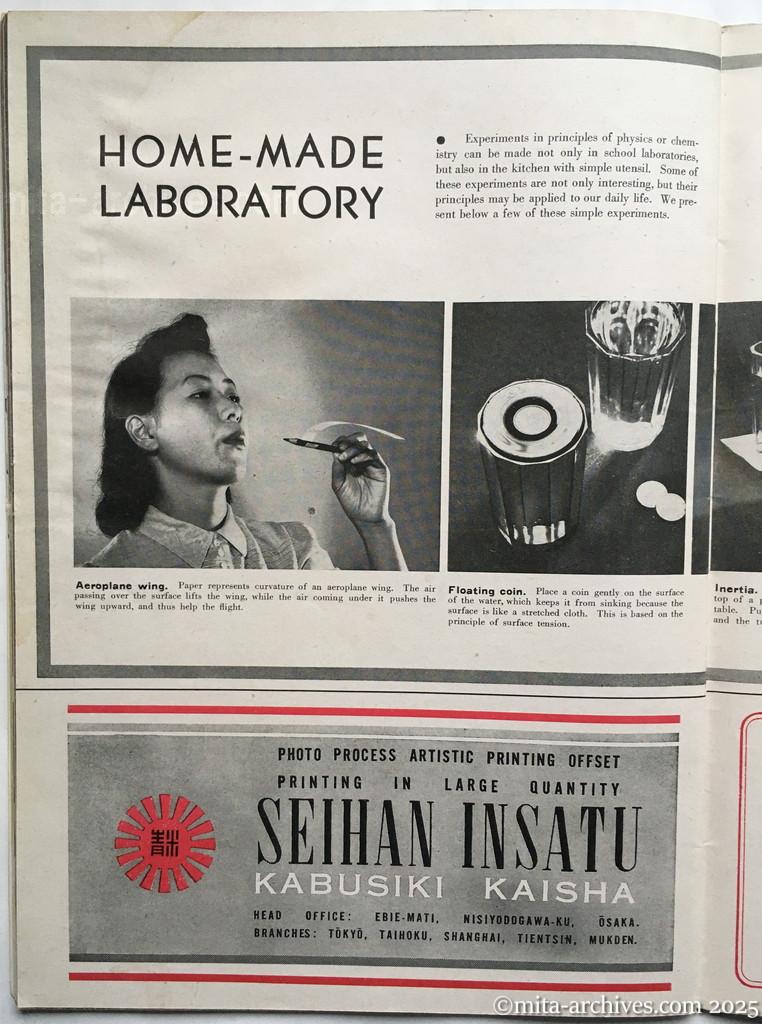 HOME-MADE
LABORATORY
● Experiments in principles of physics or chem-
istry can be made not only in school laboratories,
but also in the kitchen with simple utensil. Some of
these experiments are not only interesting, but their
principles may be applied to our daily life. We pre-
sent below a few of these simple experiments.
Aeroplane wing. Paper represents curvature of an aeroplane wing. The air
passing over the surface lifts the wing, while the air coming under it pushes the
wing upward, and thus help the flight.
Floating coin. Place a coin gently on the surface
of the water, which keeps it from sinking because the
surface is like a stretched cloth. This is based on the
principle of surface tension.
Inertia.
top of a
table. Pu
and the t
PHOTO PROCESS ARTISTIC PRINTING OFFSET
PRINTING IN LARGE QUANTITY
SEIHAN INSATU
KABUSIKI KAISHA
HEAD OFFICE: EBIE-MATI, NISIYODOGAWA-KU, ŌSAKA.
BRANCHES: TŌKYŌ, TAIHOKU, SHANGHAI, TIENTSIN, MUKDEN.
©mita-archives.com 2025